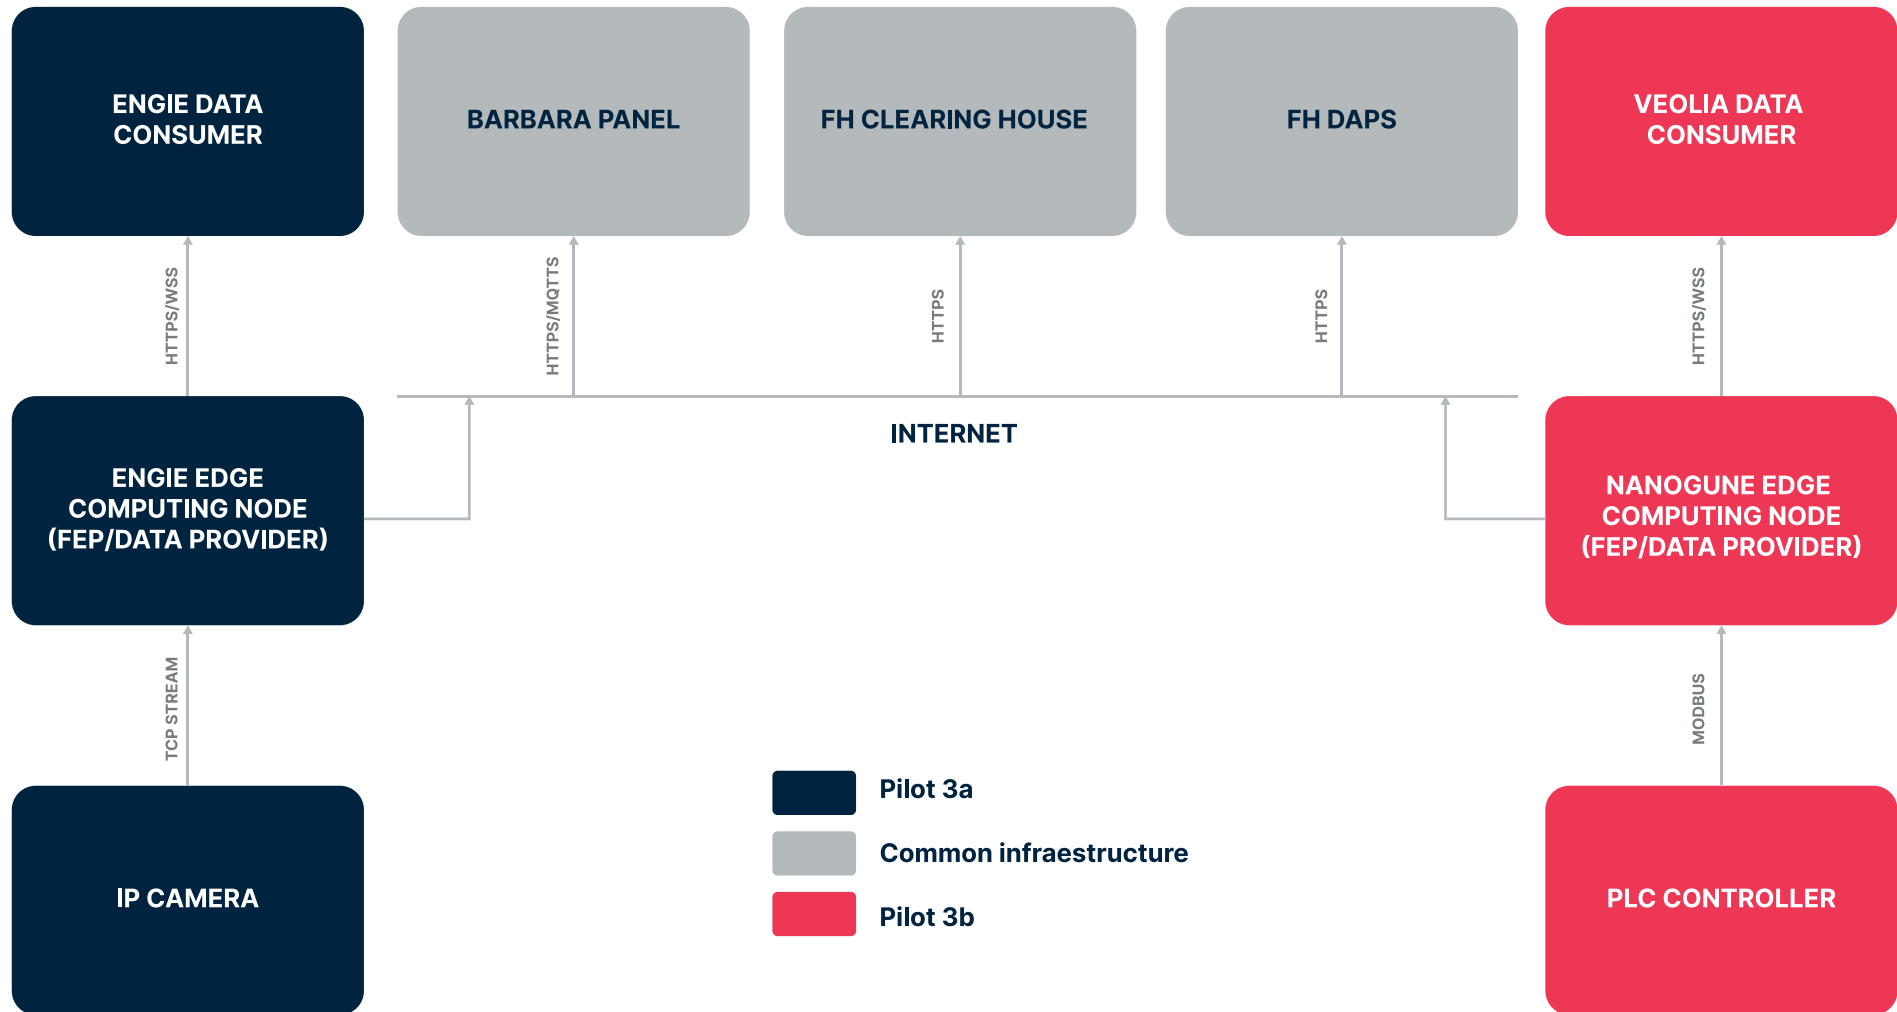 ENGIE DATA
CONSUMER
BARBARA PANEL
FH CLEARING HOUSE
FH DAPS
VEOLIA DATA
CONSUMER
HTTPS/WSS
HTTPS/MQTTS
HTTPS
HTTPS
HTTPS/WSS
INTERNET
ENGIE EDGE
COMPUTING NODE
(FEP/DATA PROVIDER)
NANOGUNE EDGE
COMPUTING NODE
(FEP/DATA PROVIDER)
TCP STREAM
MODBUS
IP CAMERA
Pilot 3a
Common infraestructure
Pilot 3b
PLC CONTROLLER